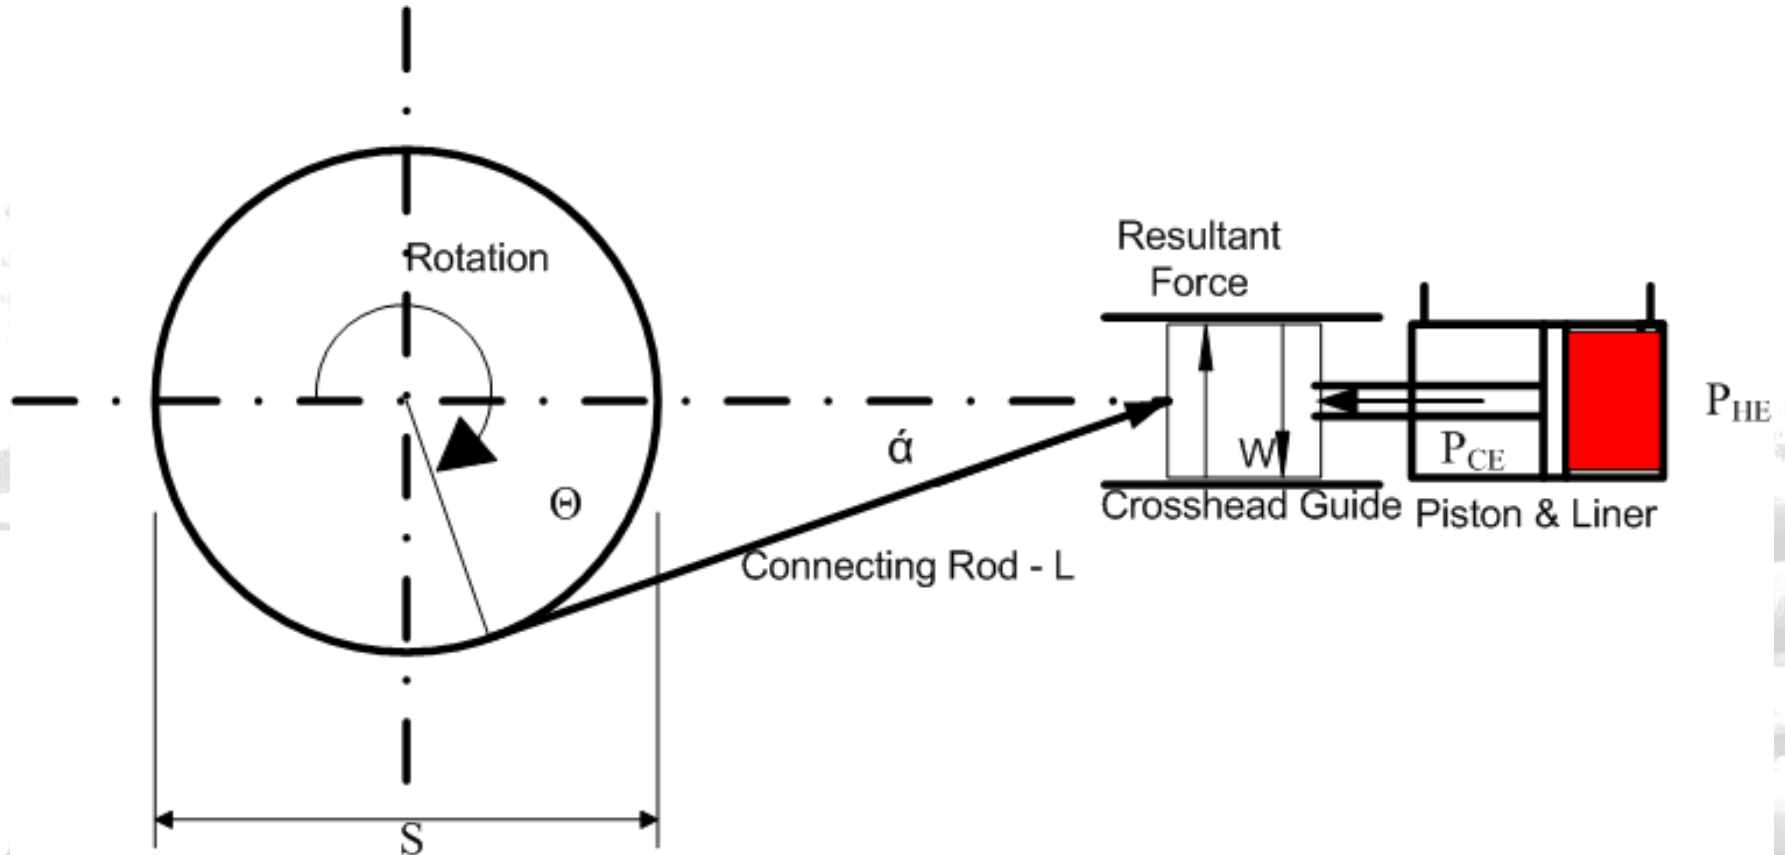 Rotation
Θ
S
Resultant
Force
ά
W
Crosshead Guide
Connecting Rod - L
P_CE
P_HE
Piston & Liner